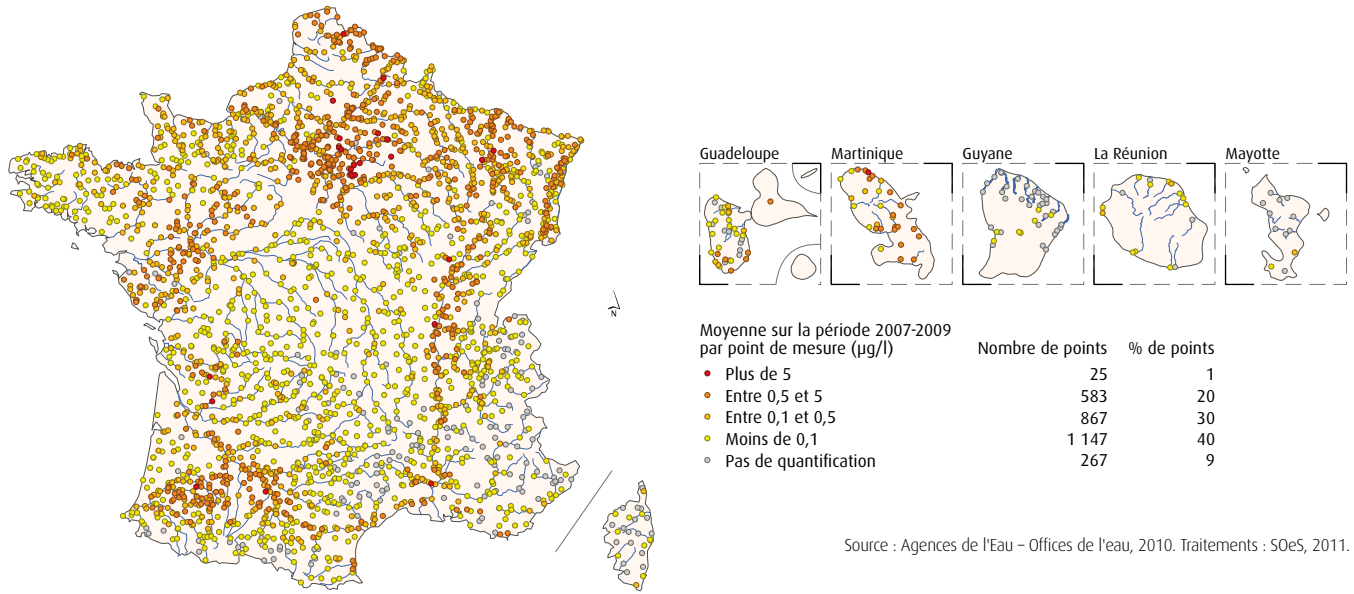 Guadeloupe Martinique Guyane La Réunion Mayotte
N
Moyenne sur la période 2007-2009
par point de mesure (µg/l) Nombre de points % de points
Plus de 5 25 1
Entre 0,5 et 5 583 20
Entre 0,1 et 0,5 867 30
Moins de 0,1 1 147 40
Pas de quantification 267 9
Source : Agences de l'Eau – Offices de l'eau, 2010. Traitements : SOeS, 2011.